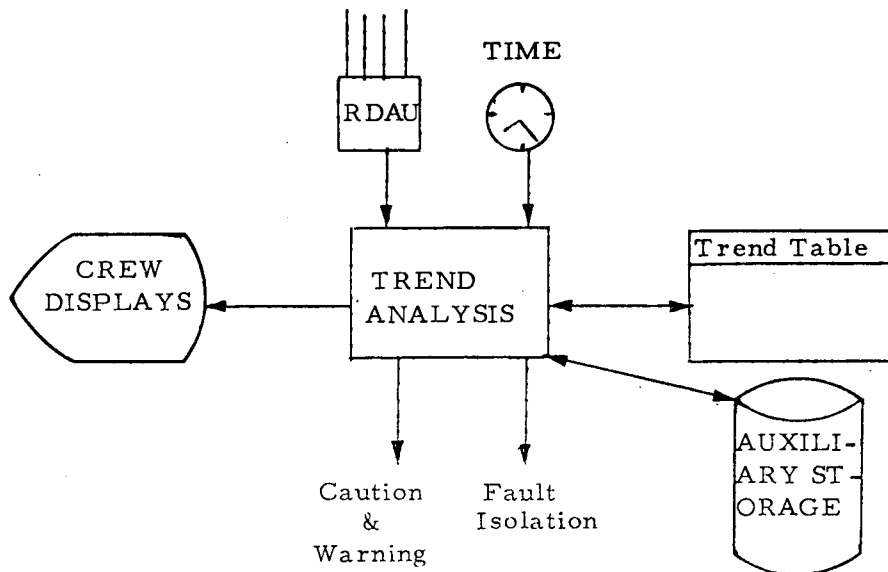 TIME
RDAU
CREW
DISPLAYS
TREND
ANALYSIS
Trend Table
AUXILI-
ARY ST-
ORAGE
Caution
&
Warning
Fault
Isolation